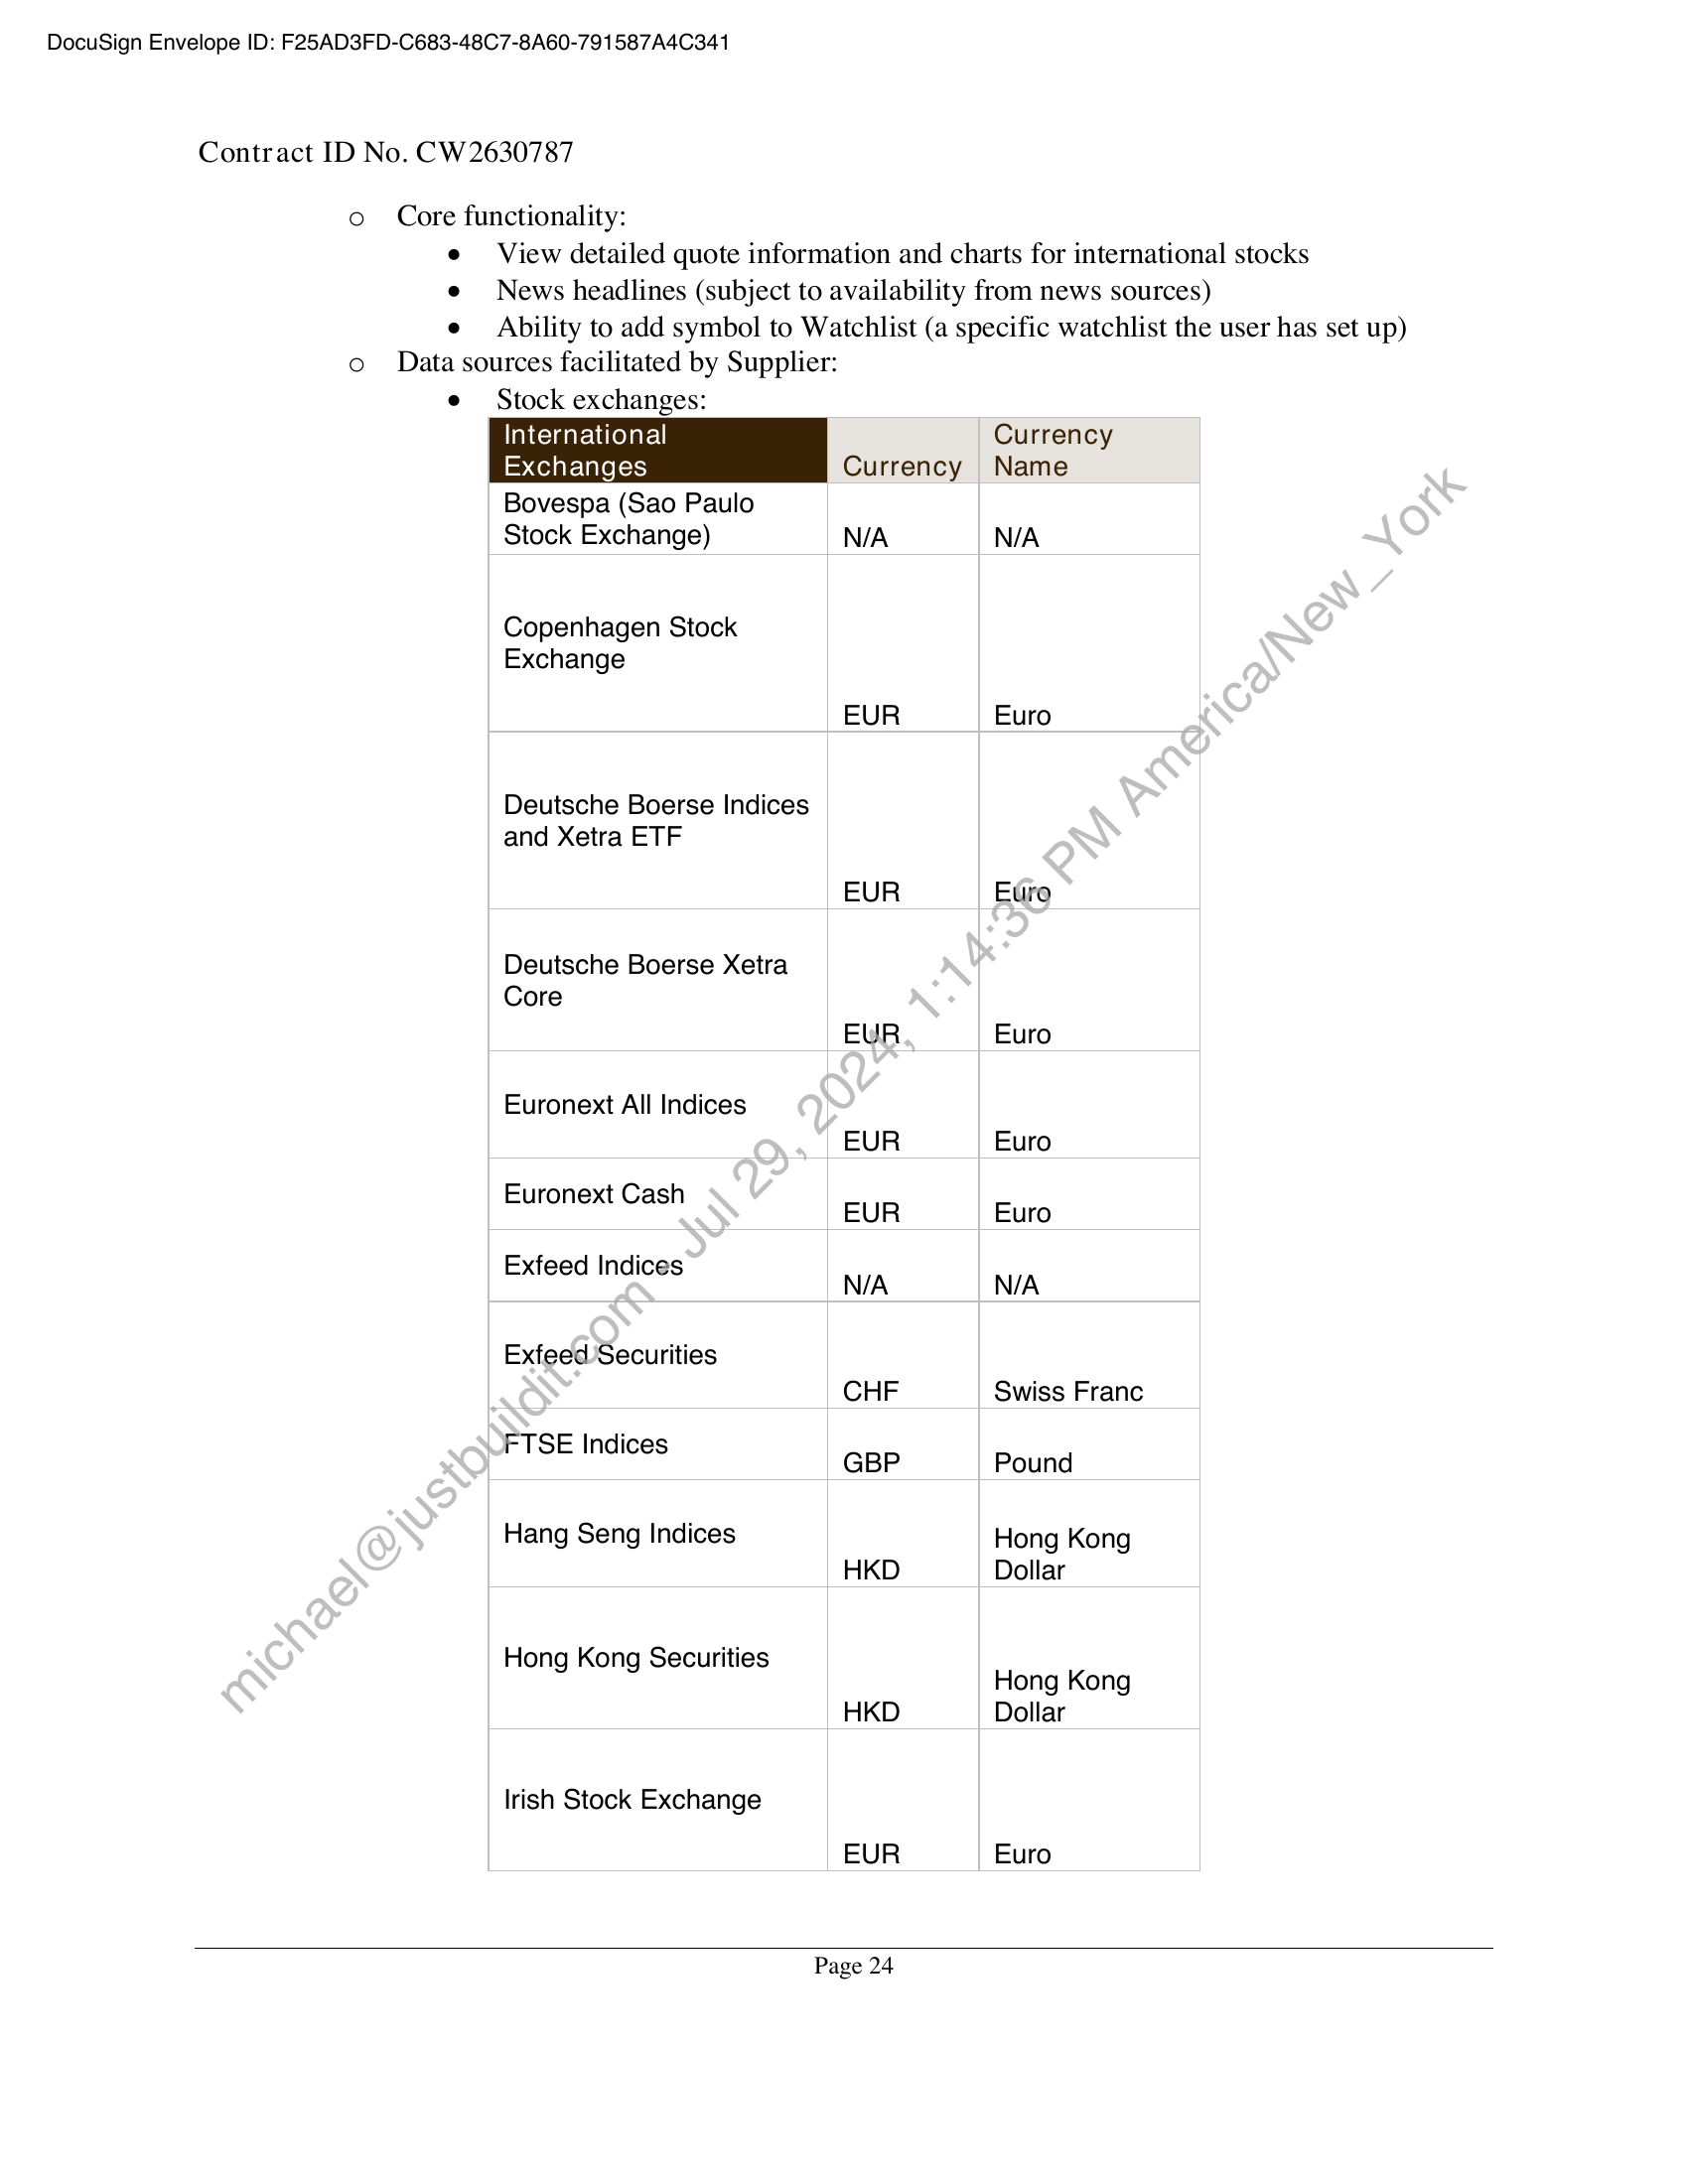 DocuSign Envelope ID: F25AD3FD-C683-48C7-8A60-791587A4C341
Contract ID No. CW2630787
o Core functionality:
• View detailed quote information and charts for international stocks
• News headlines (subject to availability from news sources)
• Ability to add symbol to Watchlist (a specific watchlist the user has set up)
o Data sources facilitated by Supplier:
• Stock exchanges:
International
Exchanges
Currency
Currency
Name
Bovespa (Sao Paulo
Stock Exchange)
N/A
N/A
Copenhagen Stock
Exchange
EUR
Euro
Deutsche Boerse Indices
and Xetra ETF
EUR
Euro
Deutsche Boerse Xetra
Core
EUR
Euro
Euronext All Indices
EUR
Euro
Euronext Cash
EUR
Euro
Exfeed Indices
N/A
N/A
Exfeed Securities
CHF
Swiss Franc
FTSE Indices
GBP
Pound
Hang Seng Indices
HKD
Hong Kong
Dollar
Hong Kong Securities
HKD
Hong Kong
Dollar
Irish Stock Exchange
EUR
Euro
michael@justbuildit.com - Jul 29, 2024, 1:14:36 PM America/New_York
Page 24